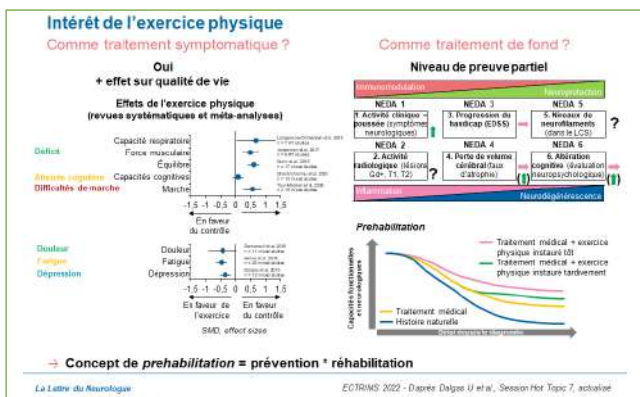 Intérêt de l'exercice physique
Comme traitement symptomatique ?
Oui
+ effet sur qualité de vie
Effets de l'exercice physique
(revues systématiques et méta-analyses)
Déficit
Atteinte cognitive
Difficultés de marche
Capacité respiratoire
Force musculaire
Équilibre
Capacités cognitives
Marche
-1,5 -1 -0,5 0 0,5 1 1,5
En faveur
du contrôle
Douleur
Fatigue
Dépression
Douleur
Fatigue
Dépression
-1,5 -1 -0,5 0 0,5 1 1,5
En faveur de
l'exercice
En faveur
du contrôle
SMD, effect sizes
Comme traitement de fond ?
Niveau de preuve partiel
Immunomodulation
Neuroprotection
NEDA 1
1. Activité clinique –
poussée (symptômes
neurologiques)
NEDA 3
3. Progression du
handicap (EDSS)
NEDA 5
5. Niveaux de
neurofilaments
(dans le LCS)
?
NEDA 2
2. Activité
radiologique (lésions
Gd+, T1, T2)
?
NEDA 4
4. Perte de volume
cérébral (taux
d'atrophie)
NEDA 6
6. Altération
cognitive (évaluation
neuropsychologique)
Inflammation
Neurodégénérescence
Prehabilitation
Capacités fonctionnelles
et neurologiques
Traitement médical + exercice
physique instauré tôt
Traitement médical + exercice
physique instauré tardivement
Traitement médical
Histoire naturelle
→ Concept de prehabilitation = prévention * réhabilitation
La Lettre du Neurologue
ECTRIMS 2022 - D'après Dalgas U et al., Session Hot Topic 7, actualisé